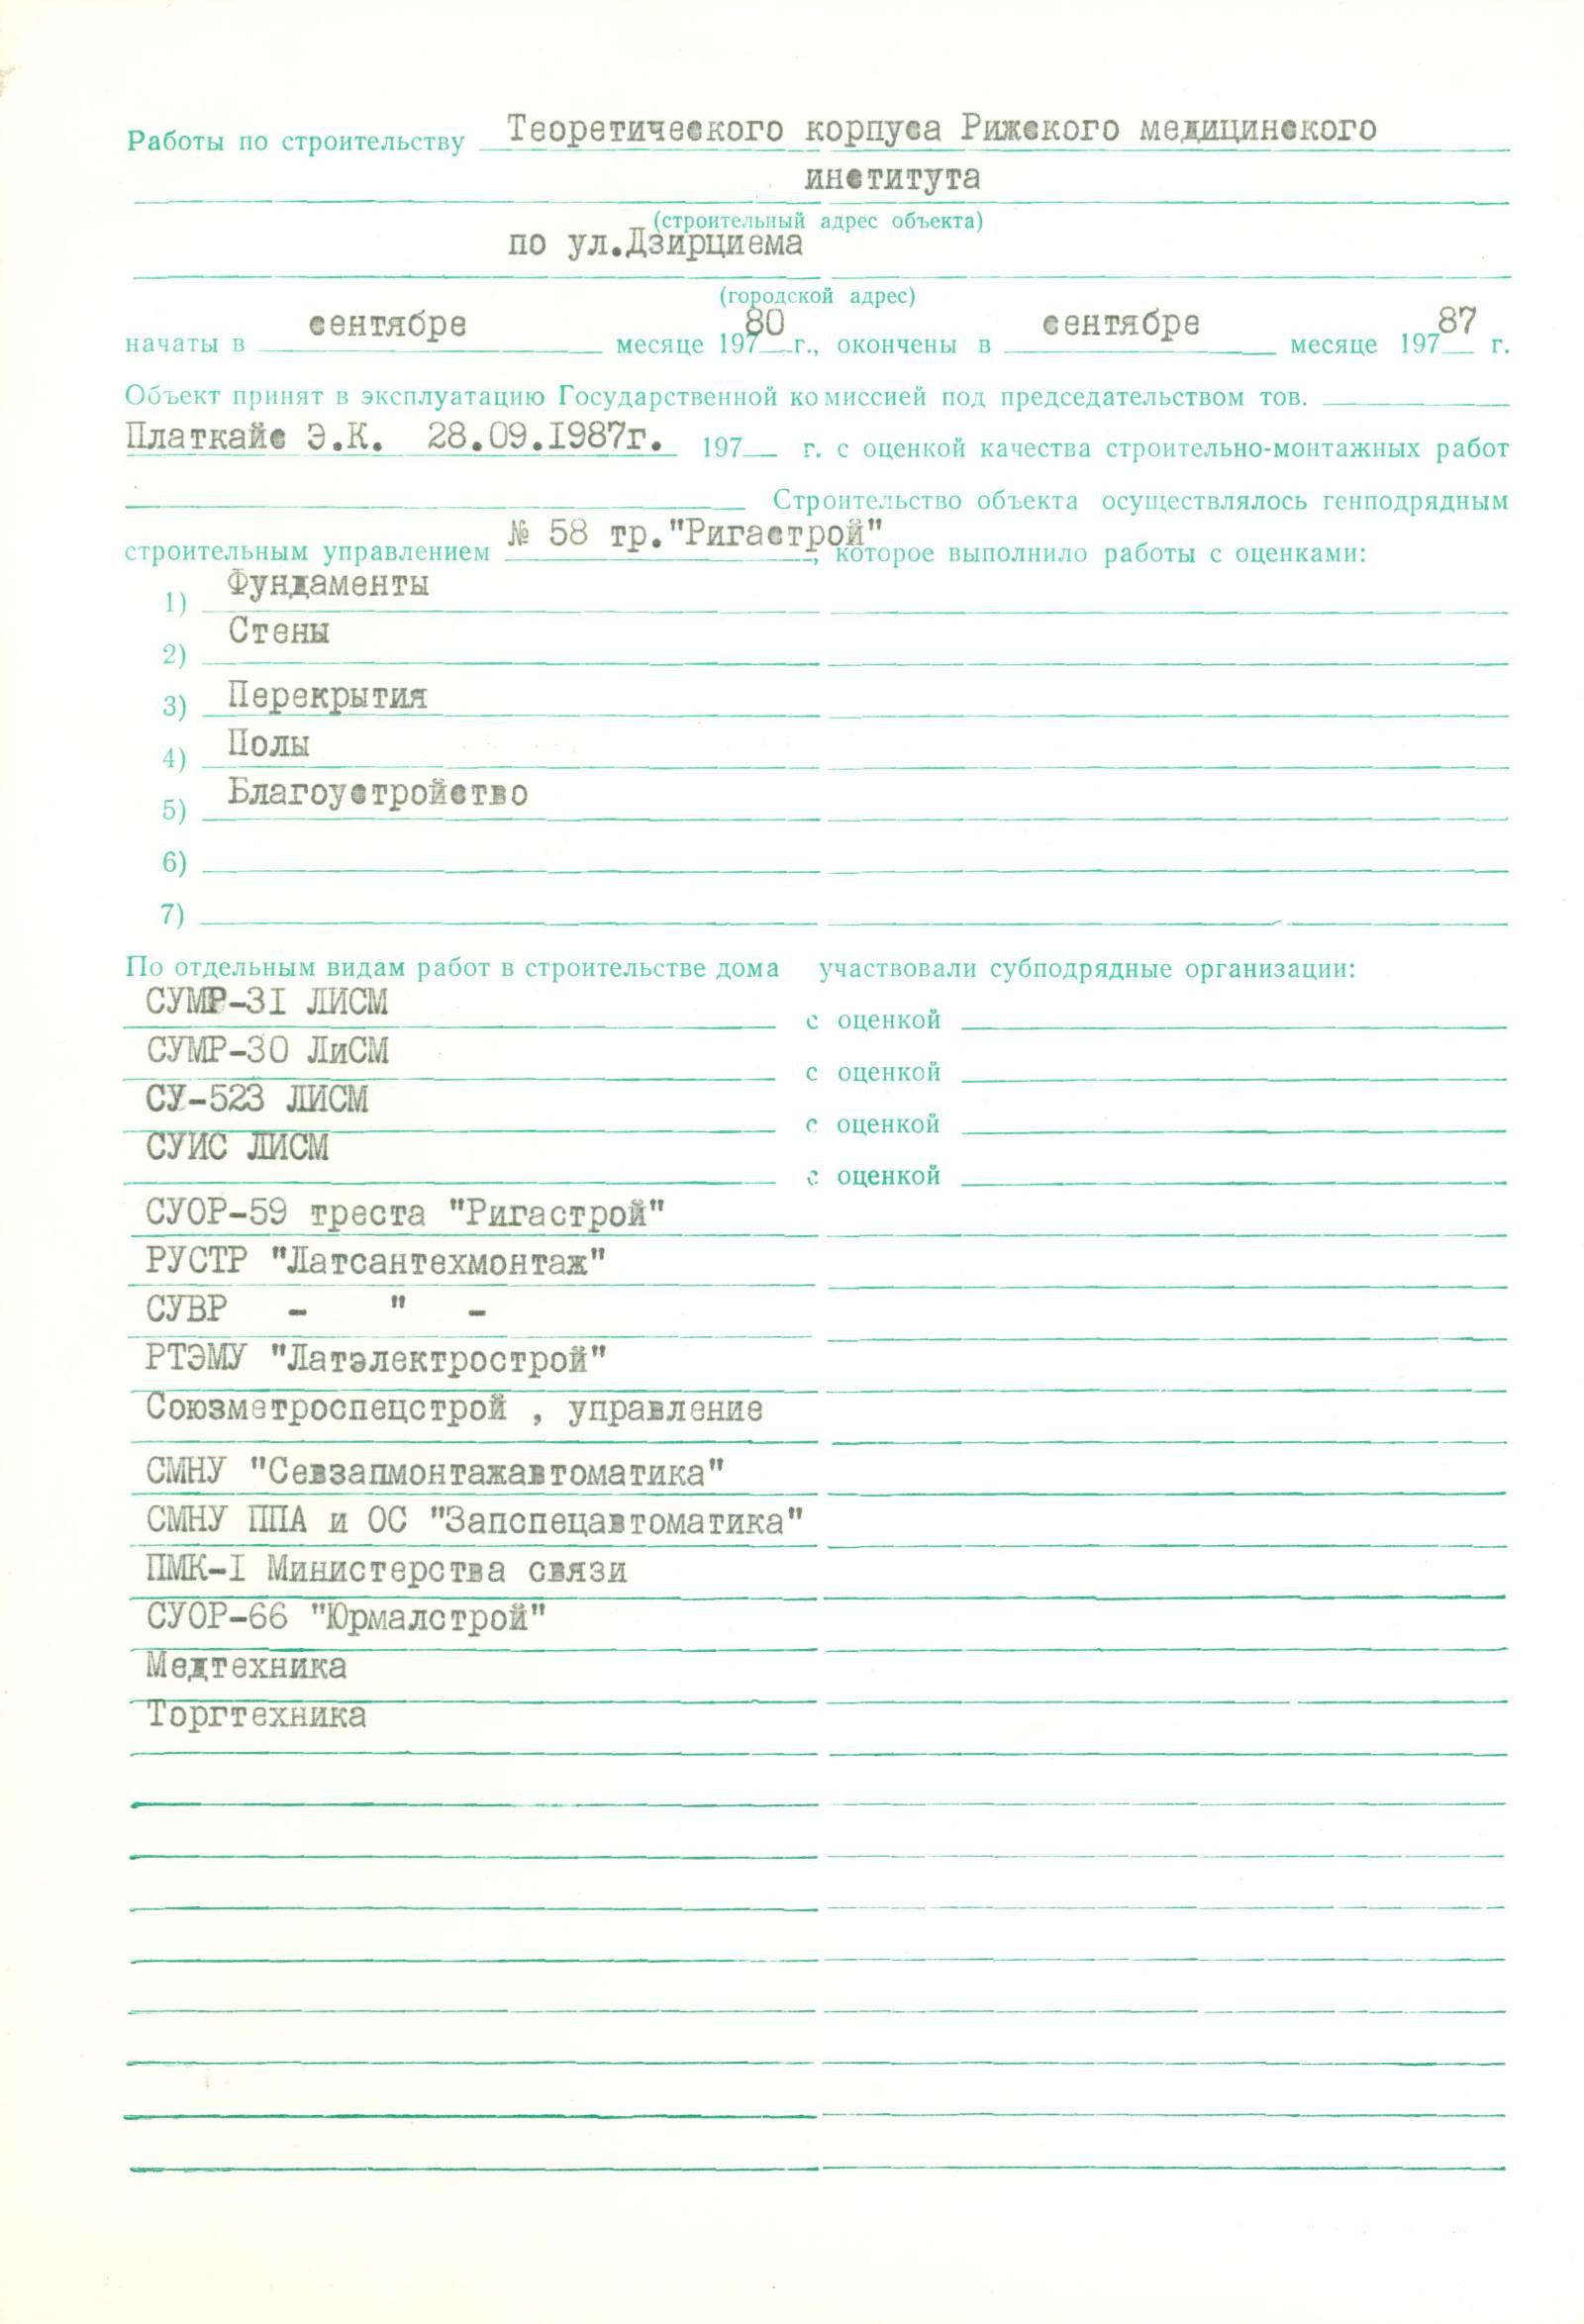 Работы по строительству Теоретического корпуса Рижского медицинского
института
(строительный адрес объекта)
по ул.Дзирциема
(городской адрес)
начаты в сентябре месяце 197 80 г., окончены в сентябре месяце 197 87 г.
Объект принят в эксплуатацию Государственной комиссией под председательством тов.
Платкайс Э.К. 28.09.1987г. 197 г. с оценкой качества строительно-монтажных работ
Строительство объекта осуществлялось генподрядным
строительным управлением № 58 тр."Ригастрой", которое выполнило работы с оценками:
1) Фундаменты
2) Стены
3) Перекрытия
4) Полы
5) Благоустройство
6)
7)
По отдельным видам работ в строительстве дома участвовали субподрядные организации:
СУМР-31 ЛИСМ с оценкой
СУМР-30 ЛиСМ с оценкой
СУ-523 ЛИСМ с оценкой
СУИС ЛИСМ с оценкой
СУОР-59 треста "Ригастрой"
РУСТР "Латсантехмонтаж"
СУВР - " -
РТЭМУ "Латэлектрострой"
Союзметроспецстрой , управление
СМНУ "Севзапмонтажавтоматика"
СМНУ ППА и ОС "Запспецавтоматика"
ПМК-1 Министерства связи
СУОР-66 "Юрмалстрой"
Медтехника
Торгтехника